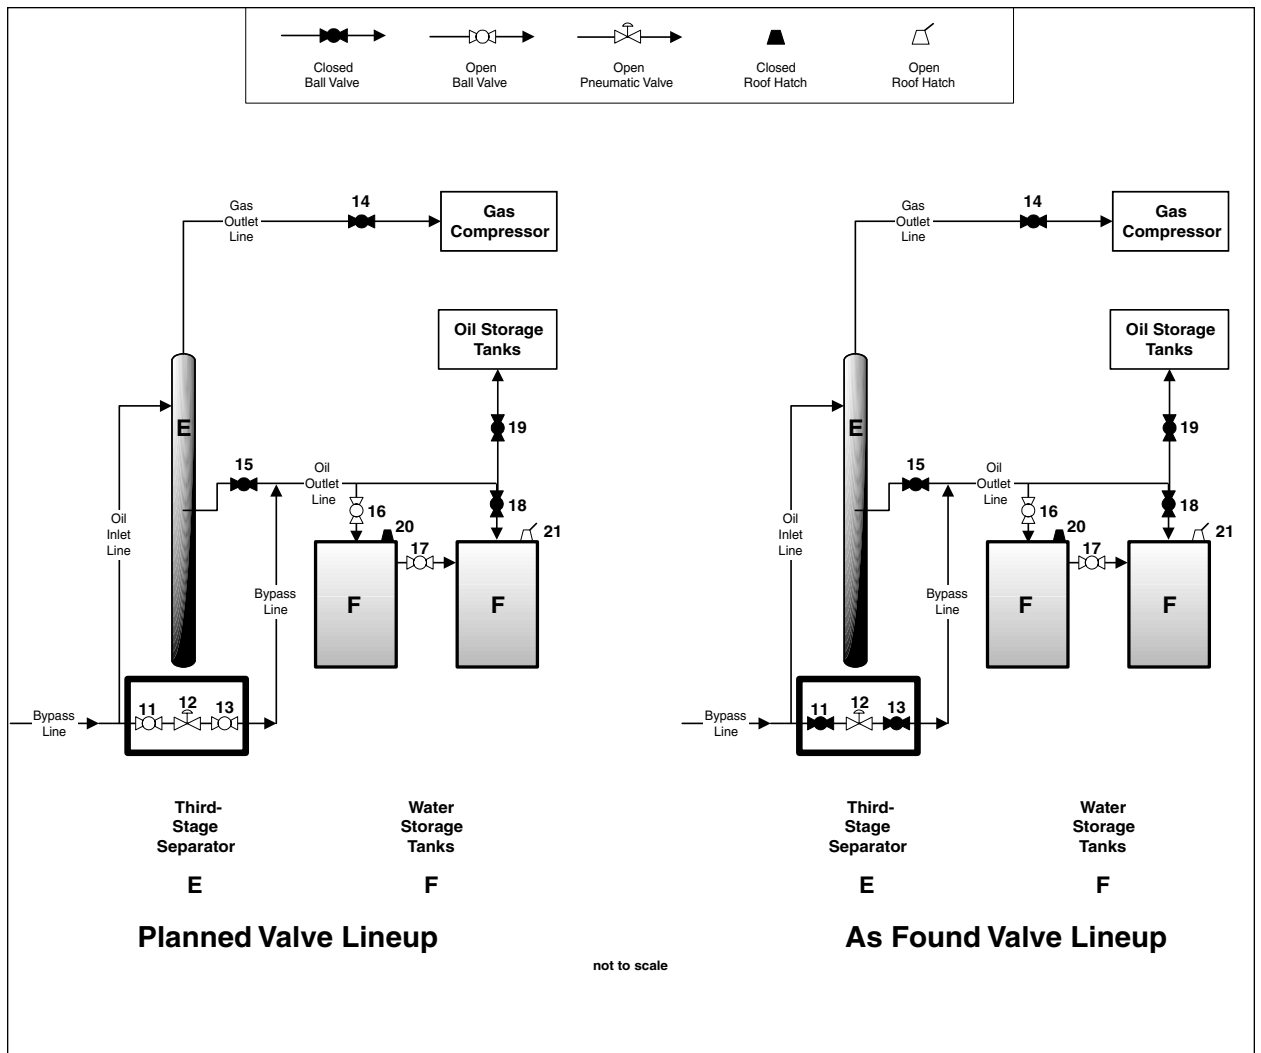 Closed
Ball Valve
Open
Ball Valve
Open
Pneumatic Valve
Closed
Roof Hatch
Open
Roof Hatch
Gas
Outlet
Line
14
Gas
Compressor
Oil Storage
Tanks
E
19
15
Oil
Outlet
Line
16
18
20
17
21
Oil
Inlet
Line
Bypass
Line
F
F
11
12
13
Bypass
Line
Third-
Stage
Separator
E
Water
Storage
Tanks
F
Planned Valve Lineup
Gas
Outlet
Line
14
Gas
Compressor
Oil Storage
Tanks
E
19
15
Oil
Outlet
Line
16
18
20
17
21
Oil
Inlet
Line
Bypass
Line
F
F
11
12
13
Bypass
Line
Third-
Stage
Separator
E
Water
Storage
Tanks
F
As Found Valve Lineup
not to scale